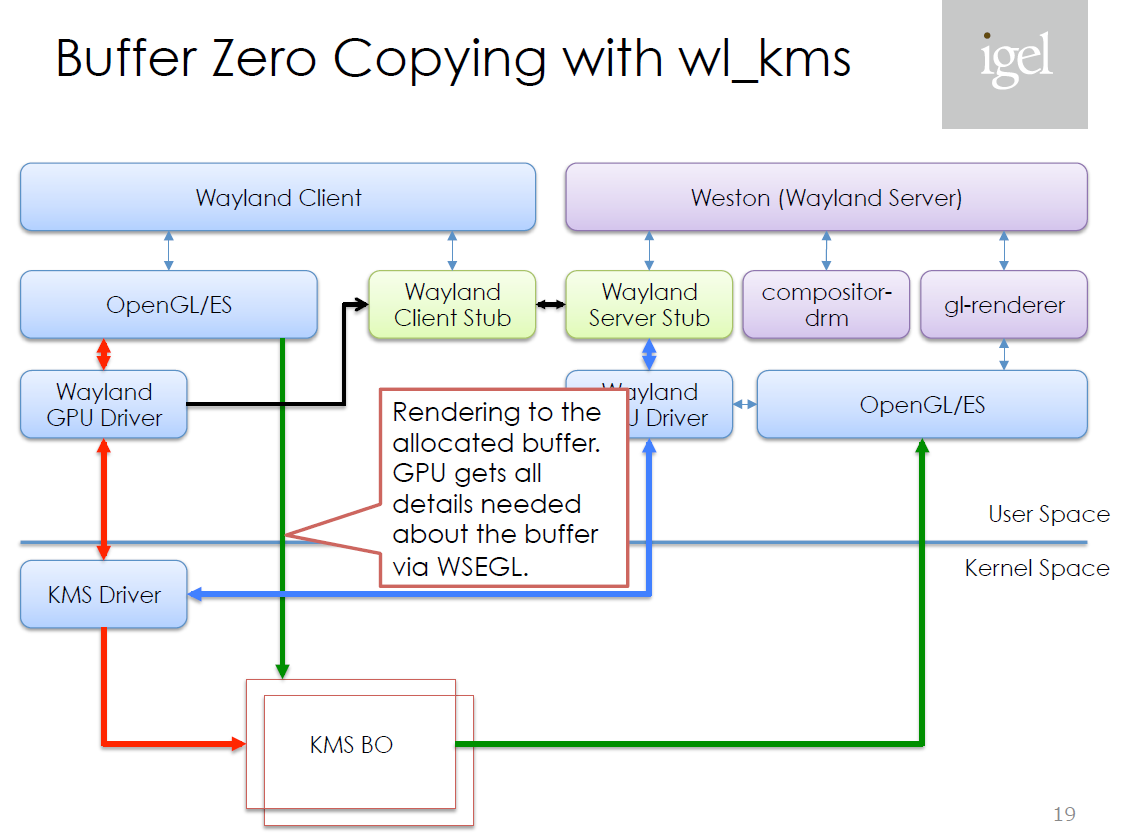 Buffer Zero Copying with wl_kms
igel
Wayland Client
Weston (Wayland Server)
OpenGL/ES
Wayland
Client Stub
Wayland
Server Stub
compositor-
drm
gl-renderer
Wayland
GPU Driver
Rendering to the
allocated buffer.
GPU gets all
details needed
about the buffer
via WSEGL.
ayland
U Driver
OpenGL/ES
User Space
Kernel Space
KMS Driver
KMS BO
19